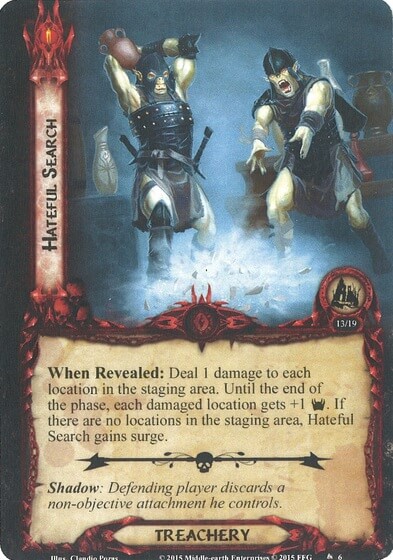 HATEFUL SEARCH
13/19
When Revealed: Deal 1 damage to each
location in the staging area. Until the end of
the phase, each damaged location gets +1 . If
there are no locations in the staging area, Hateful
Search gains surge.
Shadow: Defending player discards a
non-objective attachment he controls.
TREACHERY
Illus. Claudio Pozas
© 2015 Middle-earth Enterprises © 2015 FFG
6